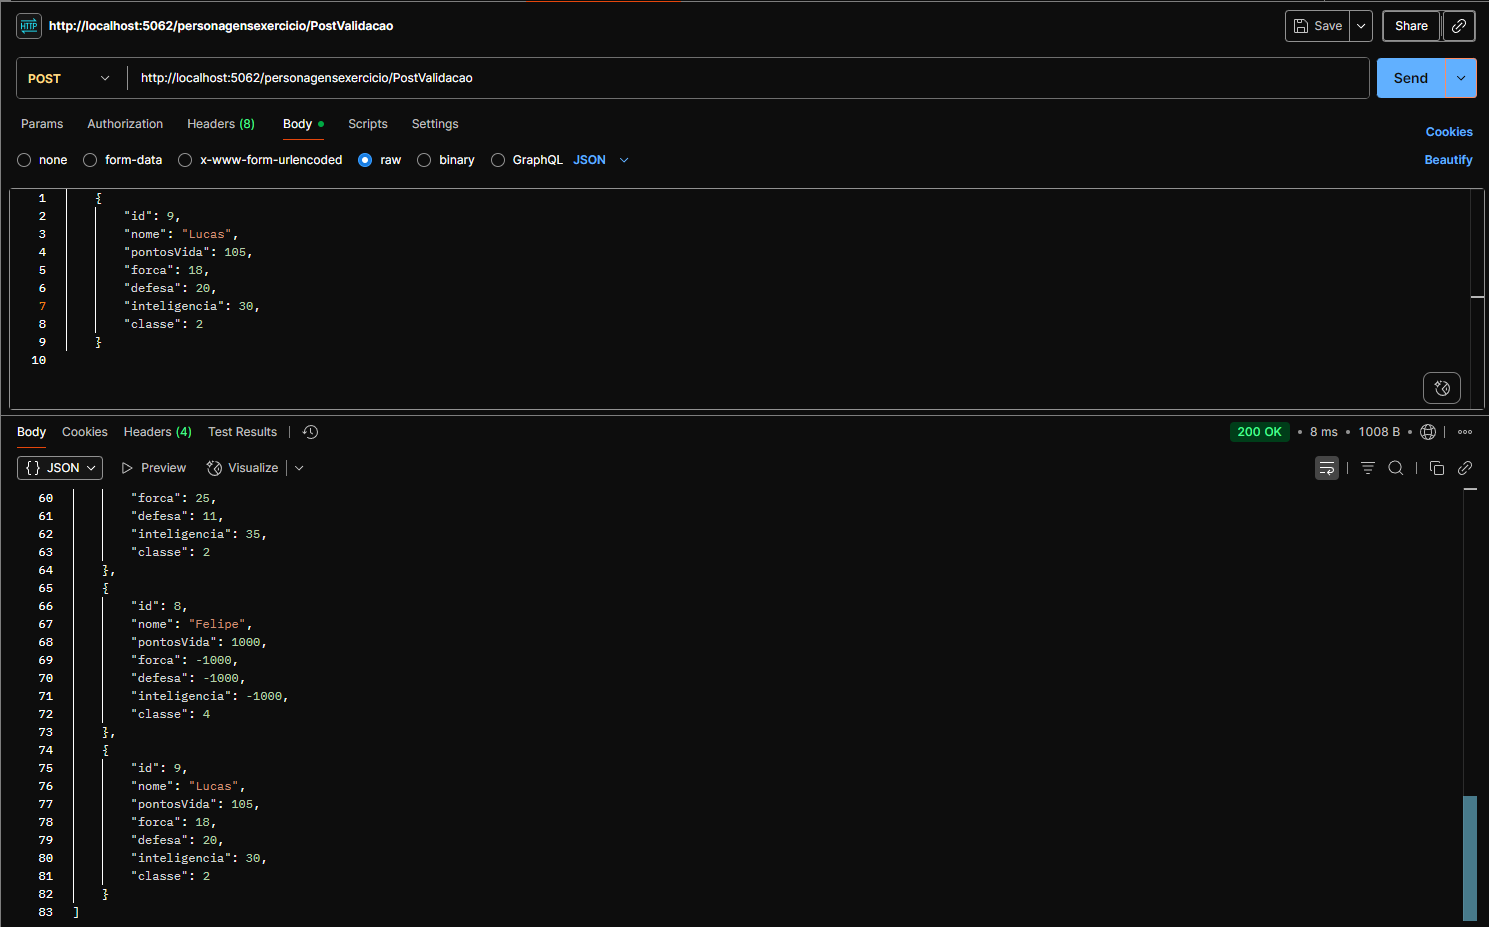 HTTP http://localhost:5062/personagensexercicio/PostValidacao Save Share
POST http://localhost:5062/personagensexercicio/PostValidacao Send
Params Authorization Headers (8) Body Scripts Settings Cookies
none form-data x-www-form-urlencoded raw binary GraphQL JSON Beautify
1 {
2 "id": 9,
3 "nome": "Lucas",
4 "pontosVida": 105,
5 "forca": 18,
6 "defesa": 20,
7 "inteligencia": 30,
8 "classe": 2
9 }
10
Body Cookies Headers (4) Test Results 200 OK • 8 ms • 1008 B •
{} JSON Preview Visualize
60 "forca": 25,
61 "defesa": 11,
62 "inteligencia": 35,
63 "classe": 2
64 },
65 {
66 "id": 8,
67 "nome": "Felipe",
68 "pontosVida": 1000,
69 "forca": -1000,
70 "defesa": -1000,
71 "inteligencia": -1000,
72 "classe": 4
73 },
74 {
75 "id": 9,
76 "nome": "Lucas",
77 "pontosVida": 105,
78 "forca": 18,
79 "defesa": 20,
80 "inteligencia": 30,
81 "classe": 2
82 }
83 ]